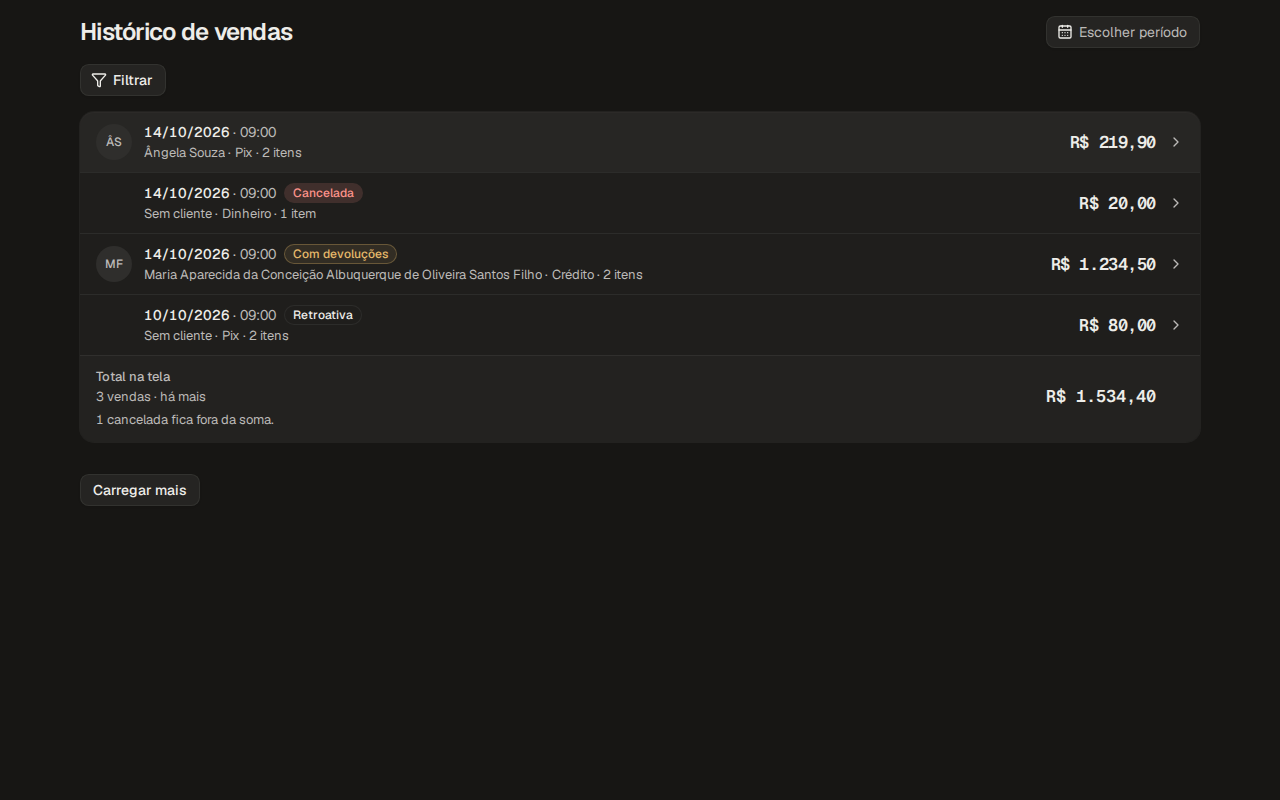 Histórico de vendas
Escolher período
Filtrar
ÂS
14/10/2026 · 09:00
Ângela Souza · Pix · 2 itens
R$ 219,90
14/10/2026 · 09:00 Cancelada
Sem cliente · Dinheiro · 1 item
R$ 20,00
MF
14/10/2026 · 09:00 Com devoluções
Maria Aparecida da Conceição Albuquerque de Oliveira Santos Filho · Crédito · 2 itens
R$ 1.234,50
10/10/2026 · 09:00 Retroativa
Sem cliente · Pix · 2 itens
R$ 80,00
Total na tela
3 vendas · há mais
1 cancelada fica fora da soma.
R$ 1.534,40
Carregar mais